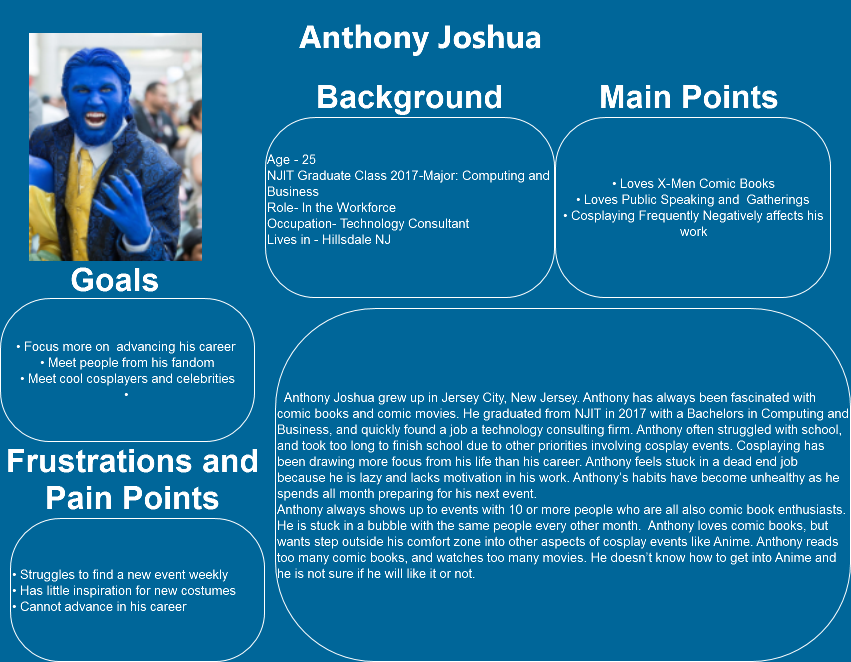 Anthony Joshua
Background
Age - 25
NJIT Graduate Class 2017-Major: Computing and
Business
Role- In the Workforce
Occupation- Technology Consultant
Lives in - Hillsdale NJ
Main Points
• Loves X-Men Comic Books
• Loves Public Speaking and  Gatherings
• Cosplaying Frequently Negatively affects his
work
Goals
• Focus more on  advancing his career
• Meet people from his fandom
• Meet cool cosplayers and celebrities
•
Frustrations and
Pain Points
• Struggles to find a new event weekly
• Has little inspiration for new costumes
• Cannot advance in his career
Anthony Joshua grew up in Jersey City, New Jersey. Anthony has always been fascinated with
comic books and comic movies. He graduated from NJIT in 2017 with a Bachelors in Computing and
Business, and quickly found a job a technology consulting firm. Anthony often struggled with school,
and took too long to finish school due to other priorities involving cosplay events. Cosplaying has
been drawing more focus from his life than his career. Anthony feels stuck in a dead end job
because he is lazy and lacks motivation in his work. Anthony's habits have become unhealthy as he
spends all month preparing for his next event.
Anthony always shows up to events with 10 or more people who are all also comic book enthusiasts.
He is stuck in a bubble with the same people every other month.  Anthony loves comic books, but
wants step outside his comfort zone into other aspects of cosplay events like Anime. Anthony reads
too many comic books, and watches too many movies. He doesn't know how to get into Anime and
he is not sure if he will like it or not.